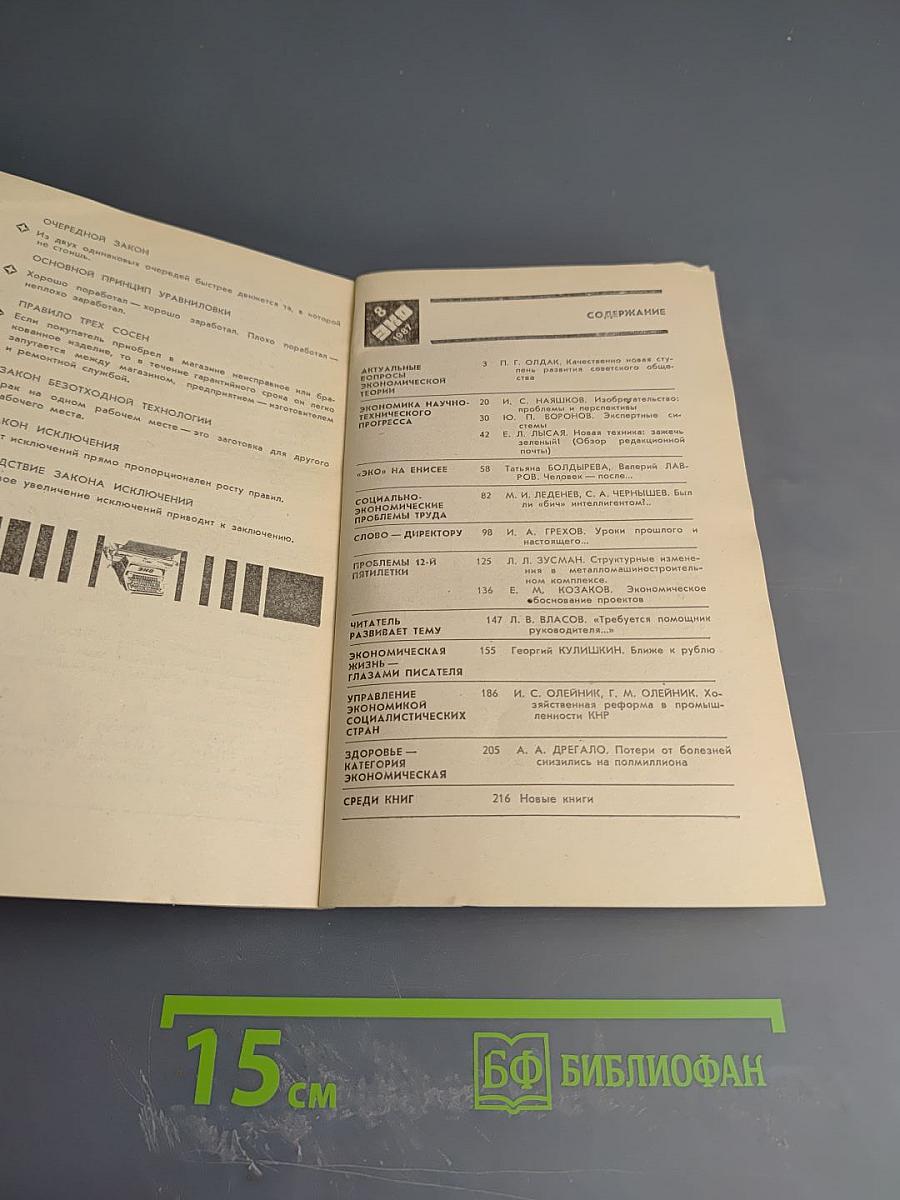 ОЧЕРЕДНОЙ ЗАКОН
Из двух одинаковых очередей быстрее движется та, в которой
не стоишь.
ОСНОВНОЙ ПРИНЦИП УРАВНИЛОВКИ
Хорошо поработал — хорошо заработал. Плохо поработал —
неплохо заработал.
ПРАВИЛО ТРЕХ СОСЕН
Если покупатель приобрел в магазине неисправное или бра-
кованное изделие, то в течение гарантийного срока он легко
запутается между магазином, предприятием — изготовителем
и ремонтной службой.
ЗАКОН БЕЗОТХОДНОЙ ТЕХНОЛОГИИ
рак на одном рабочем месте — это заготовка для другого
абочего места.
КОН ИСКЛЮЧЕНИЯ
т исключений прямо пропорционален росту правил.
ДСТВИЕ ЗАКОНА ИСКЛЮЧЕНИЙ
ое увеличение исключений приводит к заключению.
ЭКО
8
ЭКО
1987
СОДЕРЖАНИЕ
АКТУАЛЬНЫЕ
ВОПРОСЫ
ЭКОНОМИЧЕСКОЙ
ТЕОРИИ
3 П. Г. ОЛДАК. Качественно новая сту-
пень развития советского обще-
ства
ЭКОНОМИКА НАУЧНО-
ТЕХНИЧЕСКОГО
ПРОГРЕССА
20 И. С. НАЯШКОВ. Изобретательство:
проблемы и перспективы
30 Ю. П. ВОРОНОВ. Экспертные си-
стемы
42 Е. Л. ЛЫСАЯ. Новая техника: зажечь
зеленый! (Обзор редакционной
почты)
«ЭКО» НА ЕНИСЕЕ
58 Татьяна БОЛДЫРЕВА, Валерий ЛАВ-
РОВ. Человек — после...
СОЦИАЛЬНО-
ЭКОНОМИЧЕСКИЕ
ПРОБЛЕМЫ ТРУДА
82 М. И. ЛЕДЕНЕВ, С. А. ЧЕРНЫШЕВ. Был
ли «бич» интеллигентом?..
СЛОВО — ДИРЕКТОРУ
98 И. А. ГРЕХОВ. Уроки прошлого и
настоящего...
ПРОБЛЕМЫ 12-Й
ПЯТИЛЕТКИ
125 Л. Л. ЗУСМАН. Структурные измене-
ния в металломашиностроитель-
ном комплексе.
136 Е. М. КОЗАКОВ. Экономическое
обоснование проектов
ЧИТАТЕЛЬ
РАЗВИВАЕТ ТЕМУ
147 Л. В. ВЛАСОВ. «Требуется помощник
руководителя...»
ЭКОНОМИЧЕСКАЯ
ЖИЗНЬ —
ГЛАЗАМИ ПИСАТЕЛЯ
155 Георгий КУЛИШКИН. Ближе к рублю
УПРАВЛЕНИЕ
ЭКОНОМИКОЙ
СОЦИАЛИСТИЧЕСКИХ
СТРАН
186 И. С. ОЛЕЙНИК, Г. М. ОЛЕЙНИК. Хо-
зяйственная реформа в промыш-
ленности КНР
ЗДОРОВЬЕ —
КАТЕГОРИЯ
ЭКОНОМИЧЕСКАЯ
205 А. А. ДРЕГАЛО. Потери от болезней
снизились на полмиллиона
СРЕДИ КНИГ
216 Новые книги
15 см
БФ БИБЛИОФАН